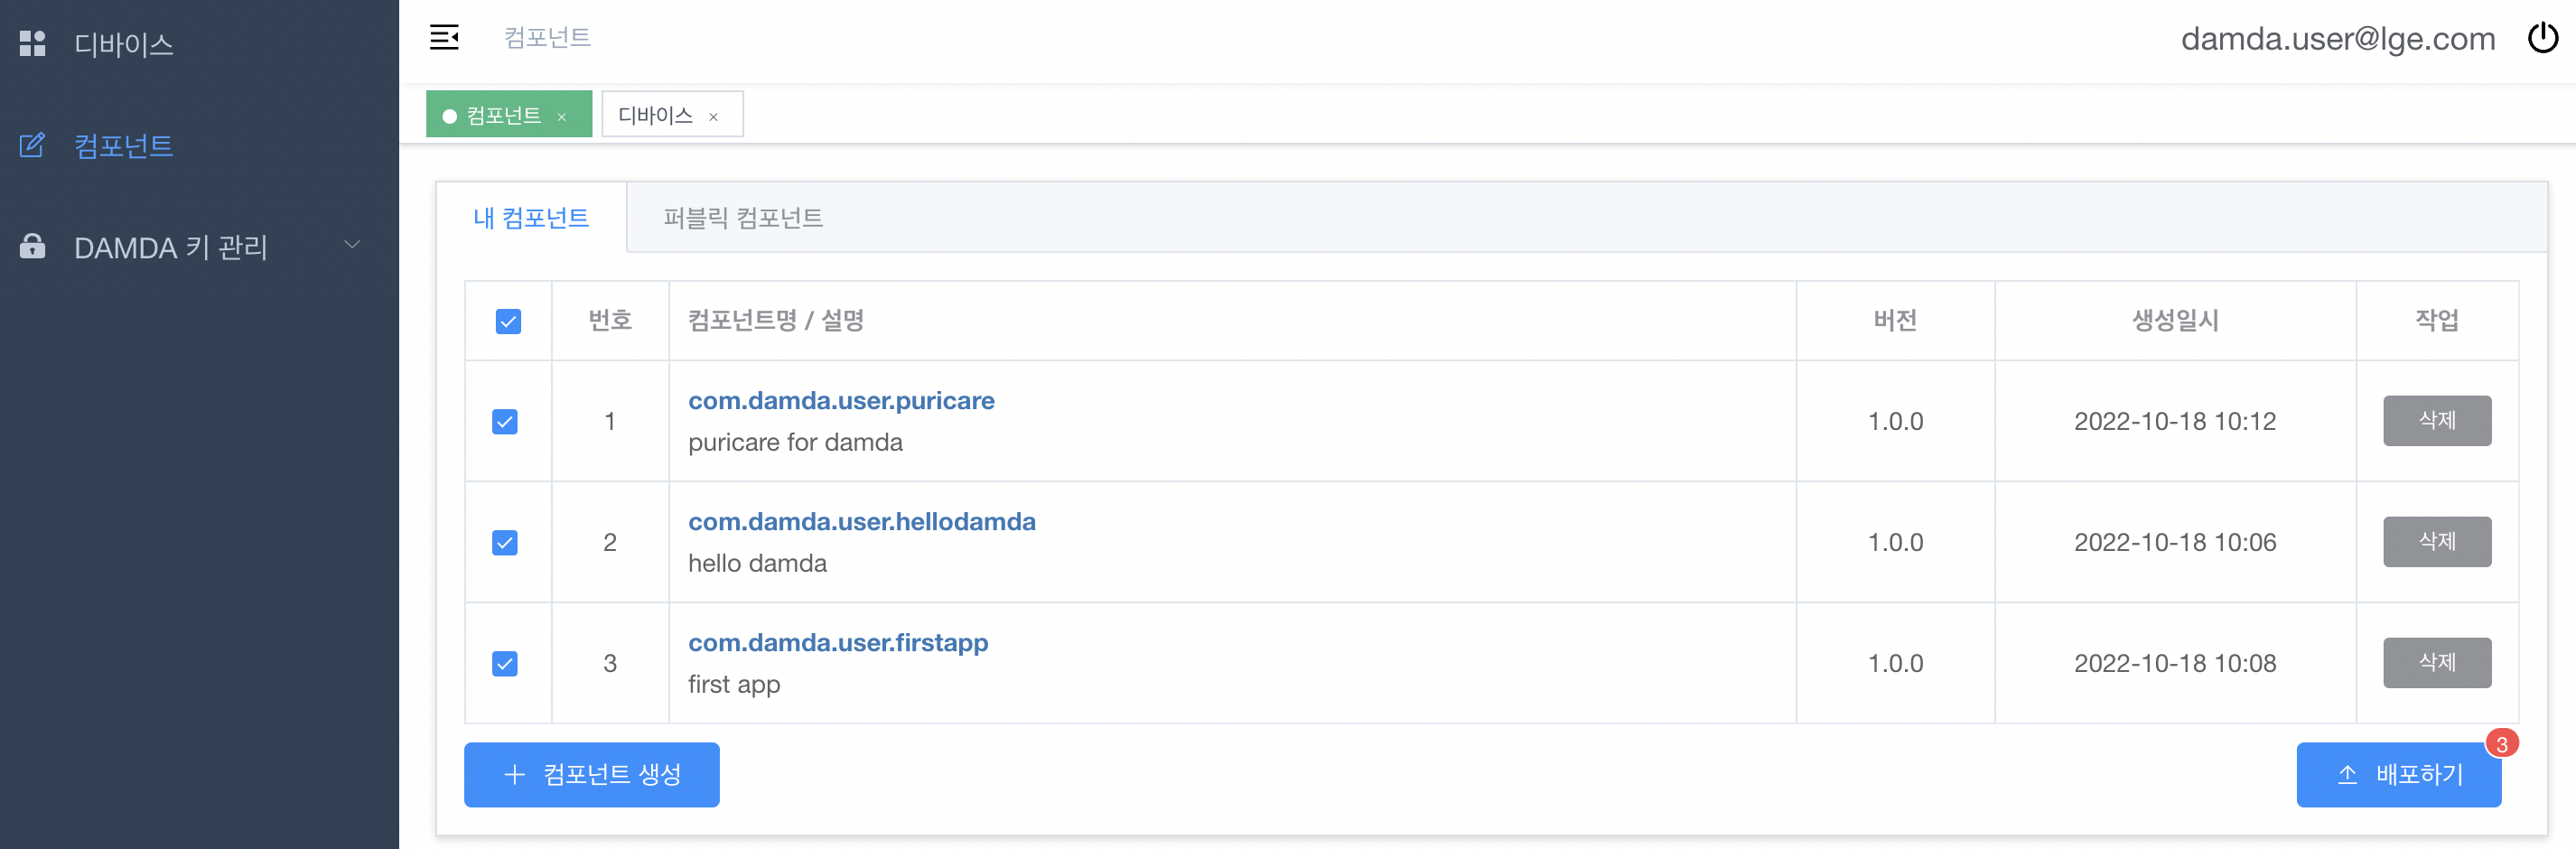 디바이스
컴포넌트
DAMDA 키 관리
컴포넌트
damda.user@lge.com
컴포넌트 ×
디바이스 ×
내 컴포넌트
퍼블릭 컴포넌트
번호 컴포넌트명 / 설명 버전 생성일시 작업
1 com.damda.user.puricare 1.0.0 2022-10-18 10:12 삭제
puricare for damda
2 com.damda.user.hellodamda 1.0.0 2022-10-18 10:06 삭제
hello damda
3 com.damda.user.firstapp 1.0.0 2022-10-18 10:08 삭제
first app
+ 컴포넌트 생성
배포하기 3